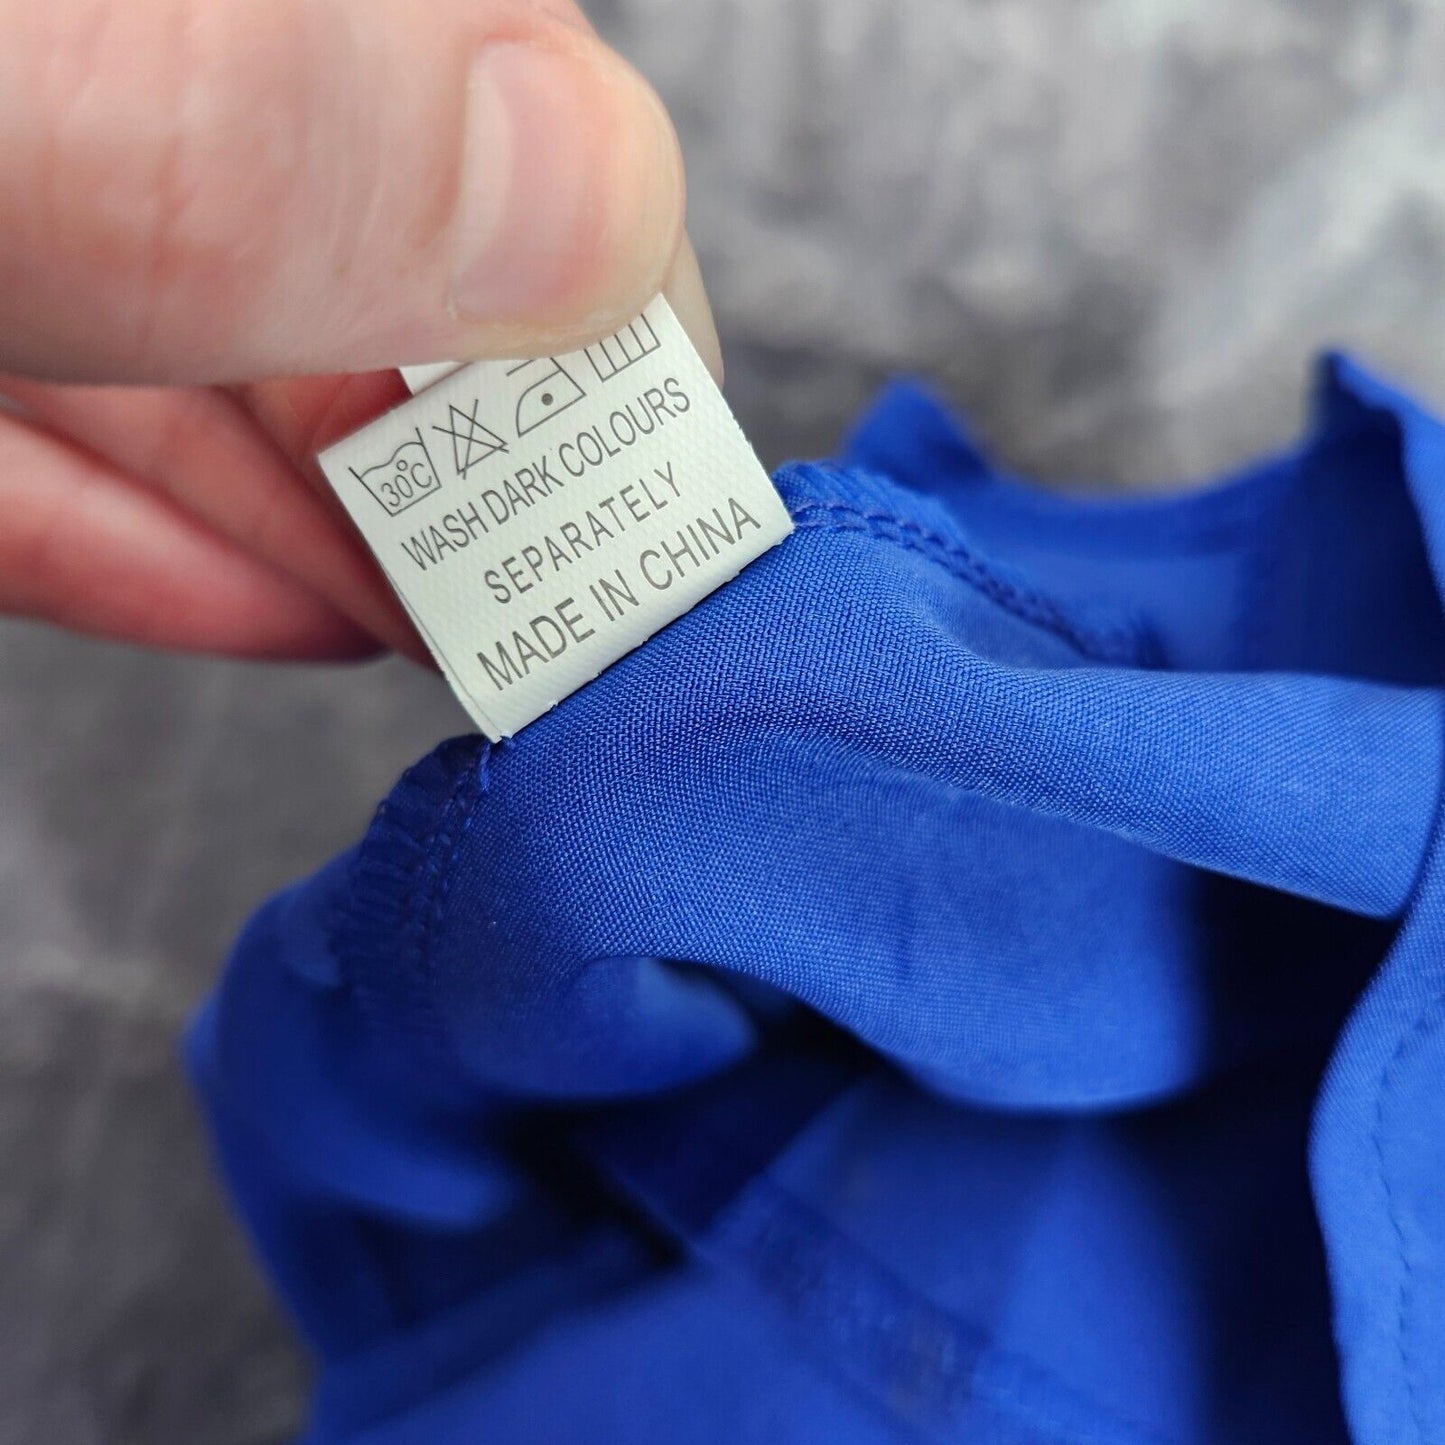 30°C
WASH DARK COLOURS
SEPARATELY
MADE IN CHINA